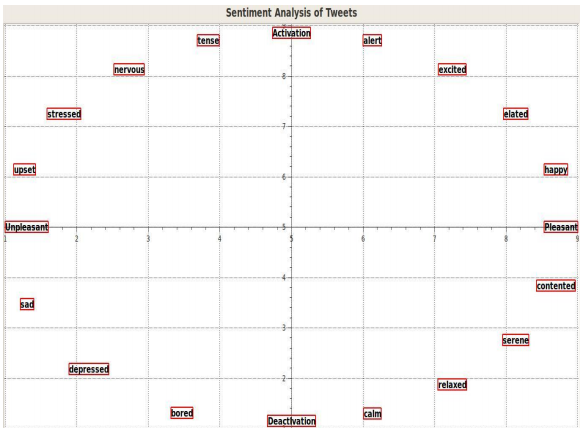 Sentiment Analysis of Tweets
9
Activation
tense
alert
nervous
excited
8
stressed
elated
7
upset
happy
6
Unpleasant
5
Pleasant
1 2 3 4 5 6 7 8 9
contented
4
sad
serene
3
depressed
relaxed
2
bored
calm
Deactivation